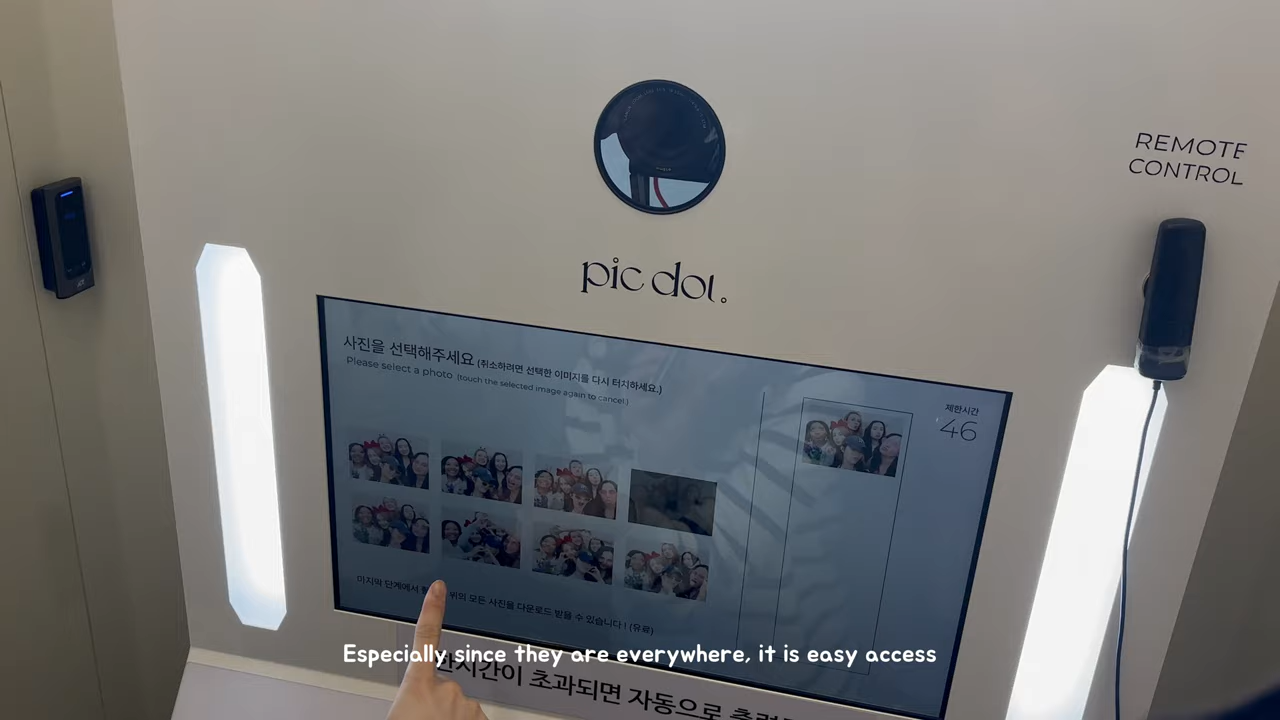 REMOTE
CONTROL
pic dot.
사진을 선택해주세요 (취소하려면 선택한 이미지를 다시 터치하세요.)
Please select a photo (touch the selected image again to cancel.)
제한시간
46
마지막 단계에서 위의 모든 사진을 다운로드 받을 수 있습니다! (유료)
Especially since they are everywhere, it is easy access
한시간이 초과되면 자동으로